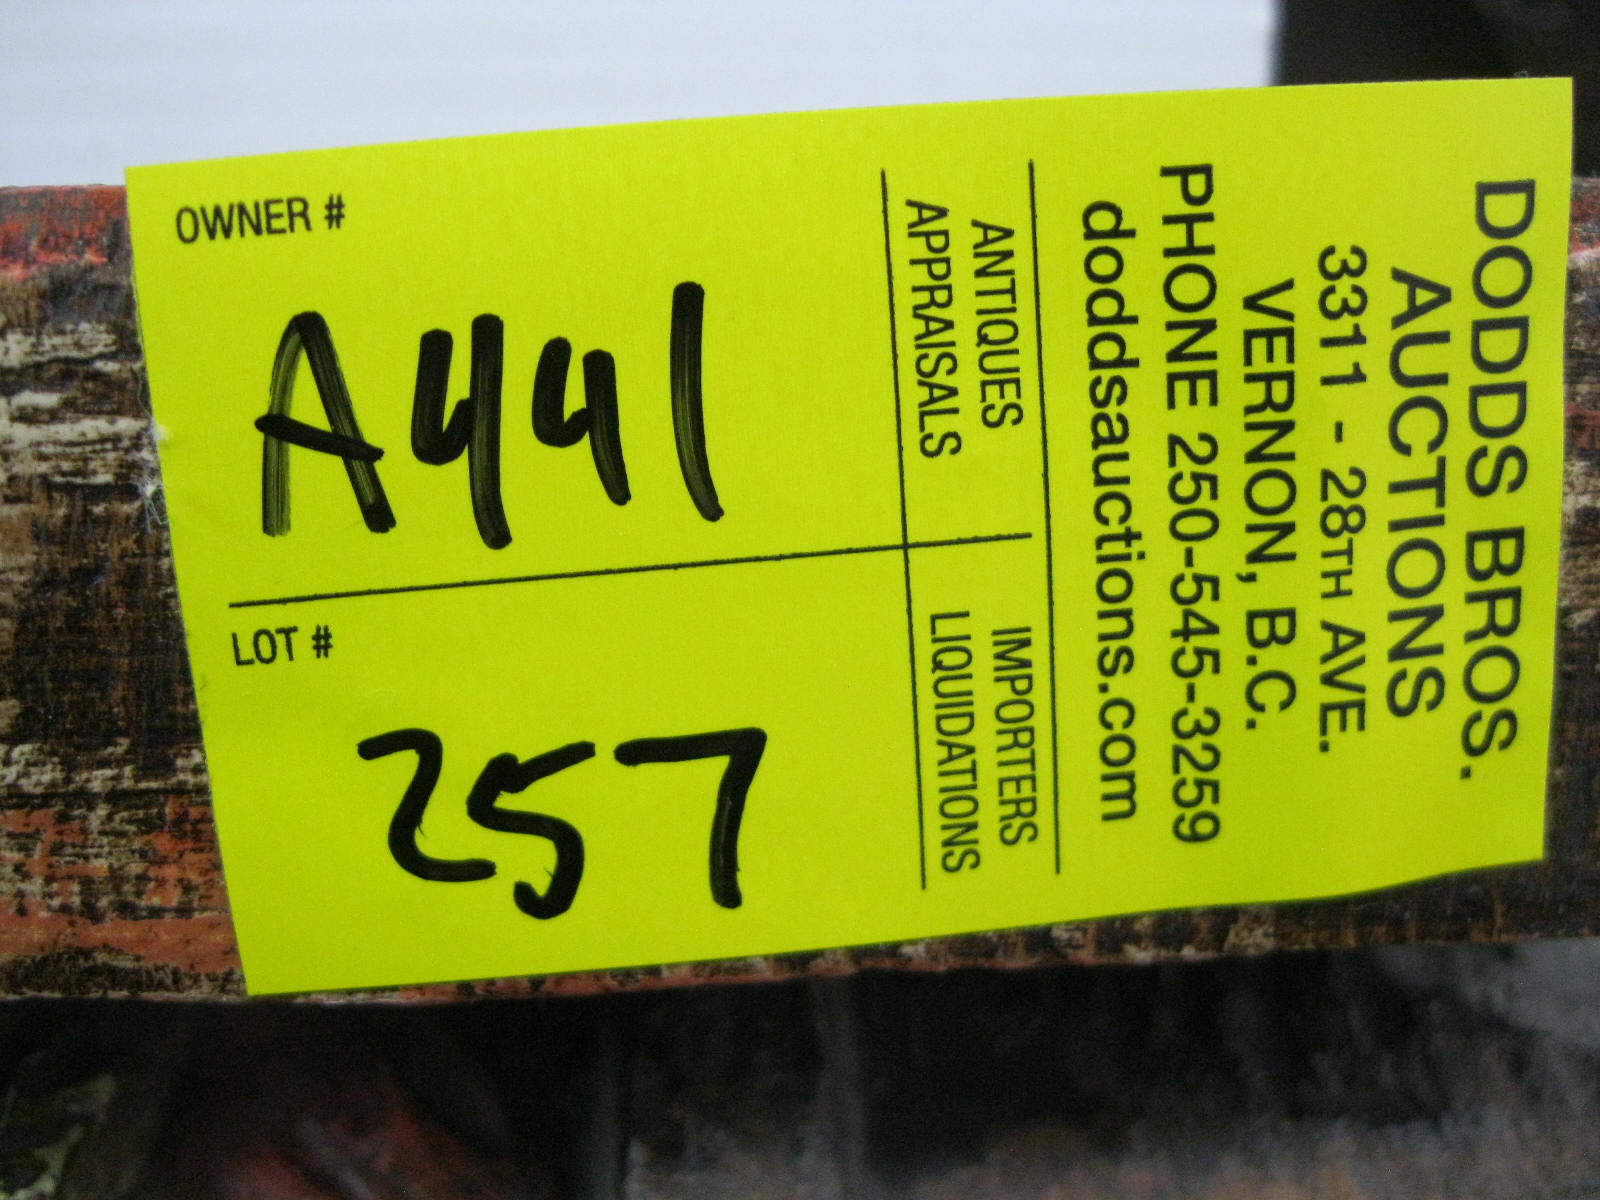 DODDS BROS.
AUCTIONS
3311 - 28TH AVE.
VERNON, B.C.
PHONE 250-545-3259
doddsauctions.com
ANTIQUES IMPORTERS
APPRAISALS LIQUIDATIONS
OWNER #
A441
LOT #
257